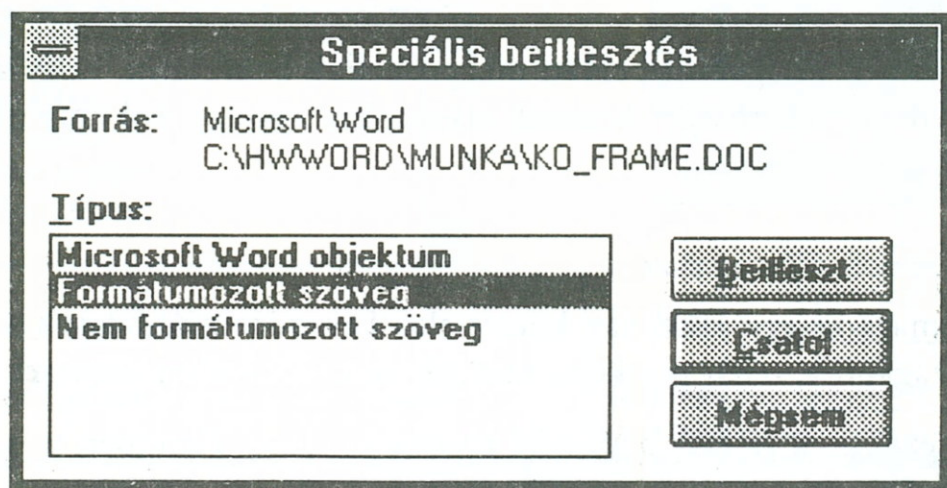 Speciális beillesztés
Forrás: Microsoft Word
C:\HWWORD\MUNKA\KO_FRAME.DOC
Típus:
Microsoft Word objektum
Formátumozott szöveg
Nem formátumozott szöveg
Beilleszt
Csatol
Mégsem